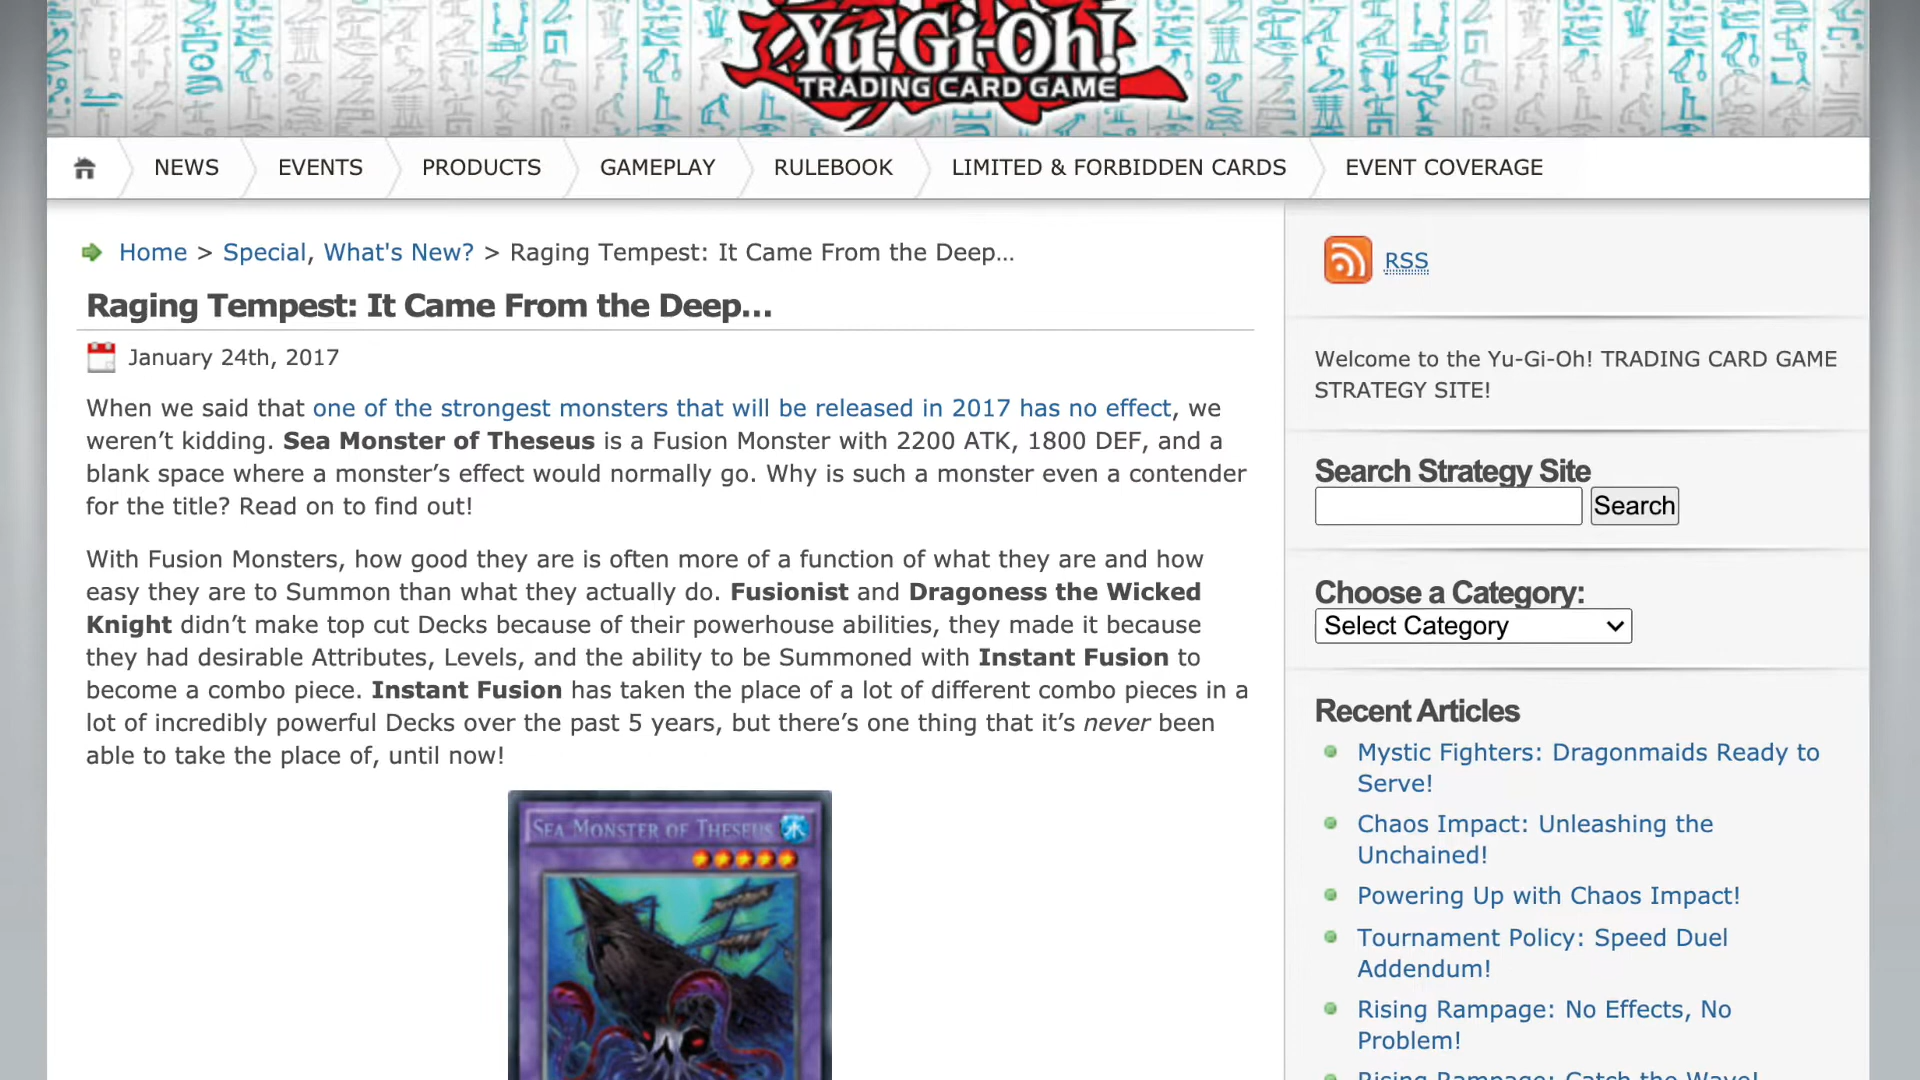 Yu-Gi-Oh!
TRADING CARD GAME
NEWS
EVENTS
PRODUCTS
GAMEPLAY
RULEBOOK
LIMITED & FORBIDDEN CARDS
EVENT COVERAGE
Home > Special, What's New? > Raging Tempest: It Came From the Deep…
Raging Tempest: It Came From the Deep…
January 24th, 2017
When we said that one of the strongest monsters that will be released in 2017 has no effect, we
weren’t kidding. Sea Monster of Theseus is a Fusion Monster with 2200 ATK, 1800 DEF, and a
blank space where a monster’s effect would normally go. Why is such a monster even a contender
for the title? Read on to find out!
With Fusion Monsters, how good they are is often more of a function of what they are and how
easy they are to Summon than what they actually do. Fusionist and Dragoness the Wicked
Knight didn’t make top cut Decks because of their powerhouse abilities, they made it because
they had desirable Attributes, Levels, and the ability to be Summoned with Instant Fusion to
become a combo piece. Instant Fusion has taken the place of a lot of different combo pieces in a
lot of incredibly powerful Decks over the past 5 years, but there’s one thing that it’s never been
able to take the place of, until now!
SEA MONSTER OF THESEUS
水
RSS
Welcome to the Yu-Gi-Oh! TRADING CARD GAME
STRATEGY SITE!
Search Strategy Site
Search
Choose a Category:
Select Category
Recent Articles
Mystic Fighters: Dragonmaids Ready to
Serve!
Chaos Impact: Unleashing the
Unchained!
Powering Up with Chaos Impact!
Tournament Policy: Speed Duel
Addendum!
Rising Rampage: No Effects, No
Problem!
Rising Rampage: Catch the Wave!